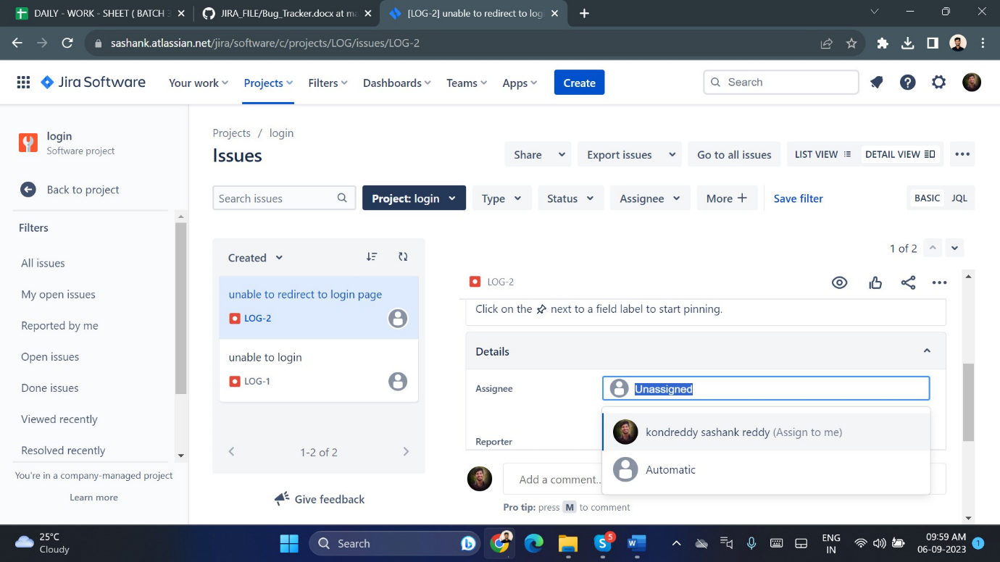 DAILY - WORK - SHEET ( BATCH 3
JIRA_FILE/Bug_Tracker.docx at ma
[LOG-2] unable to redirect to logi
sashank.atlassian.net/jira/software/c/projects/LOG/issues/LOG-2
Jira Software
Your work
Projects
Filters
Dashboards
Teams
Apps
Create
Search
login
Software project
Back to project
Filters
All issues
My open issues
Reported by me
Open issues
Done issues
Viewed recently
Resolved recently
You're in a company-managed project
Learn more
Projects / login
Issues
Share
Export issues
Go to all issues
LIST VIEW
DETAIL VIEW
Search issues
Project: login
Type
Status
Assignee
More +
Save filter
BASIC
JQL
Created
unable to redirect to login page
LOG-2
unable to login
LOG-1
1-2 of 2
Give feedback
1 of 2
LOG-2
Click on the next to a field label to start pinning.
Details
Assignee
Unassigned
kondreddy sashank reddy (Assign to me)
Automatic
Reporter
Add a comment..
Pro tip: press M to comment
25°C
Cloudy
Search
5
ENG
IN
09:59 AM
06-09-2023
1